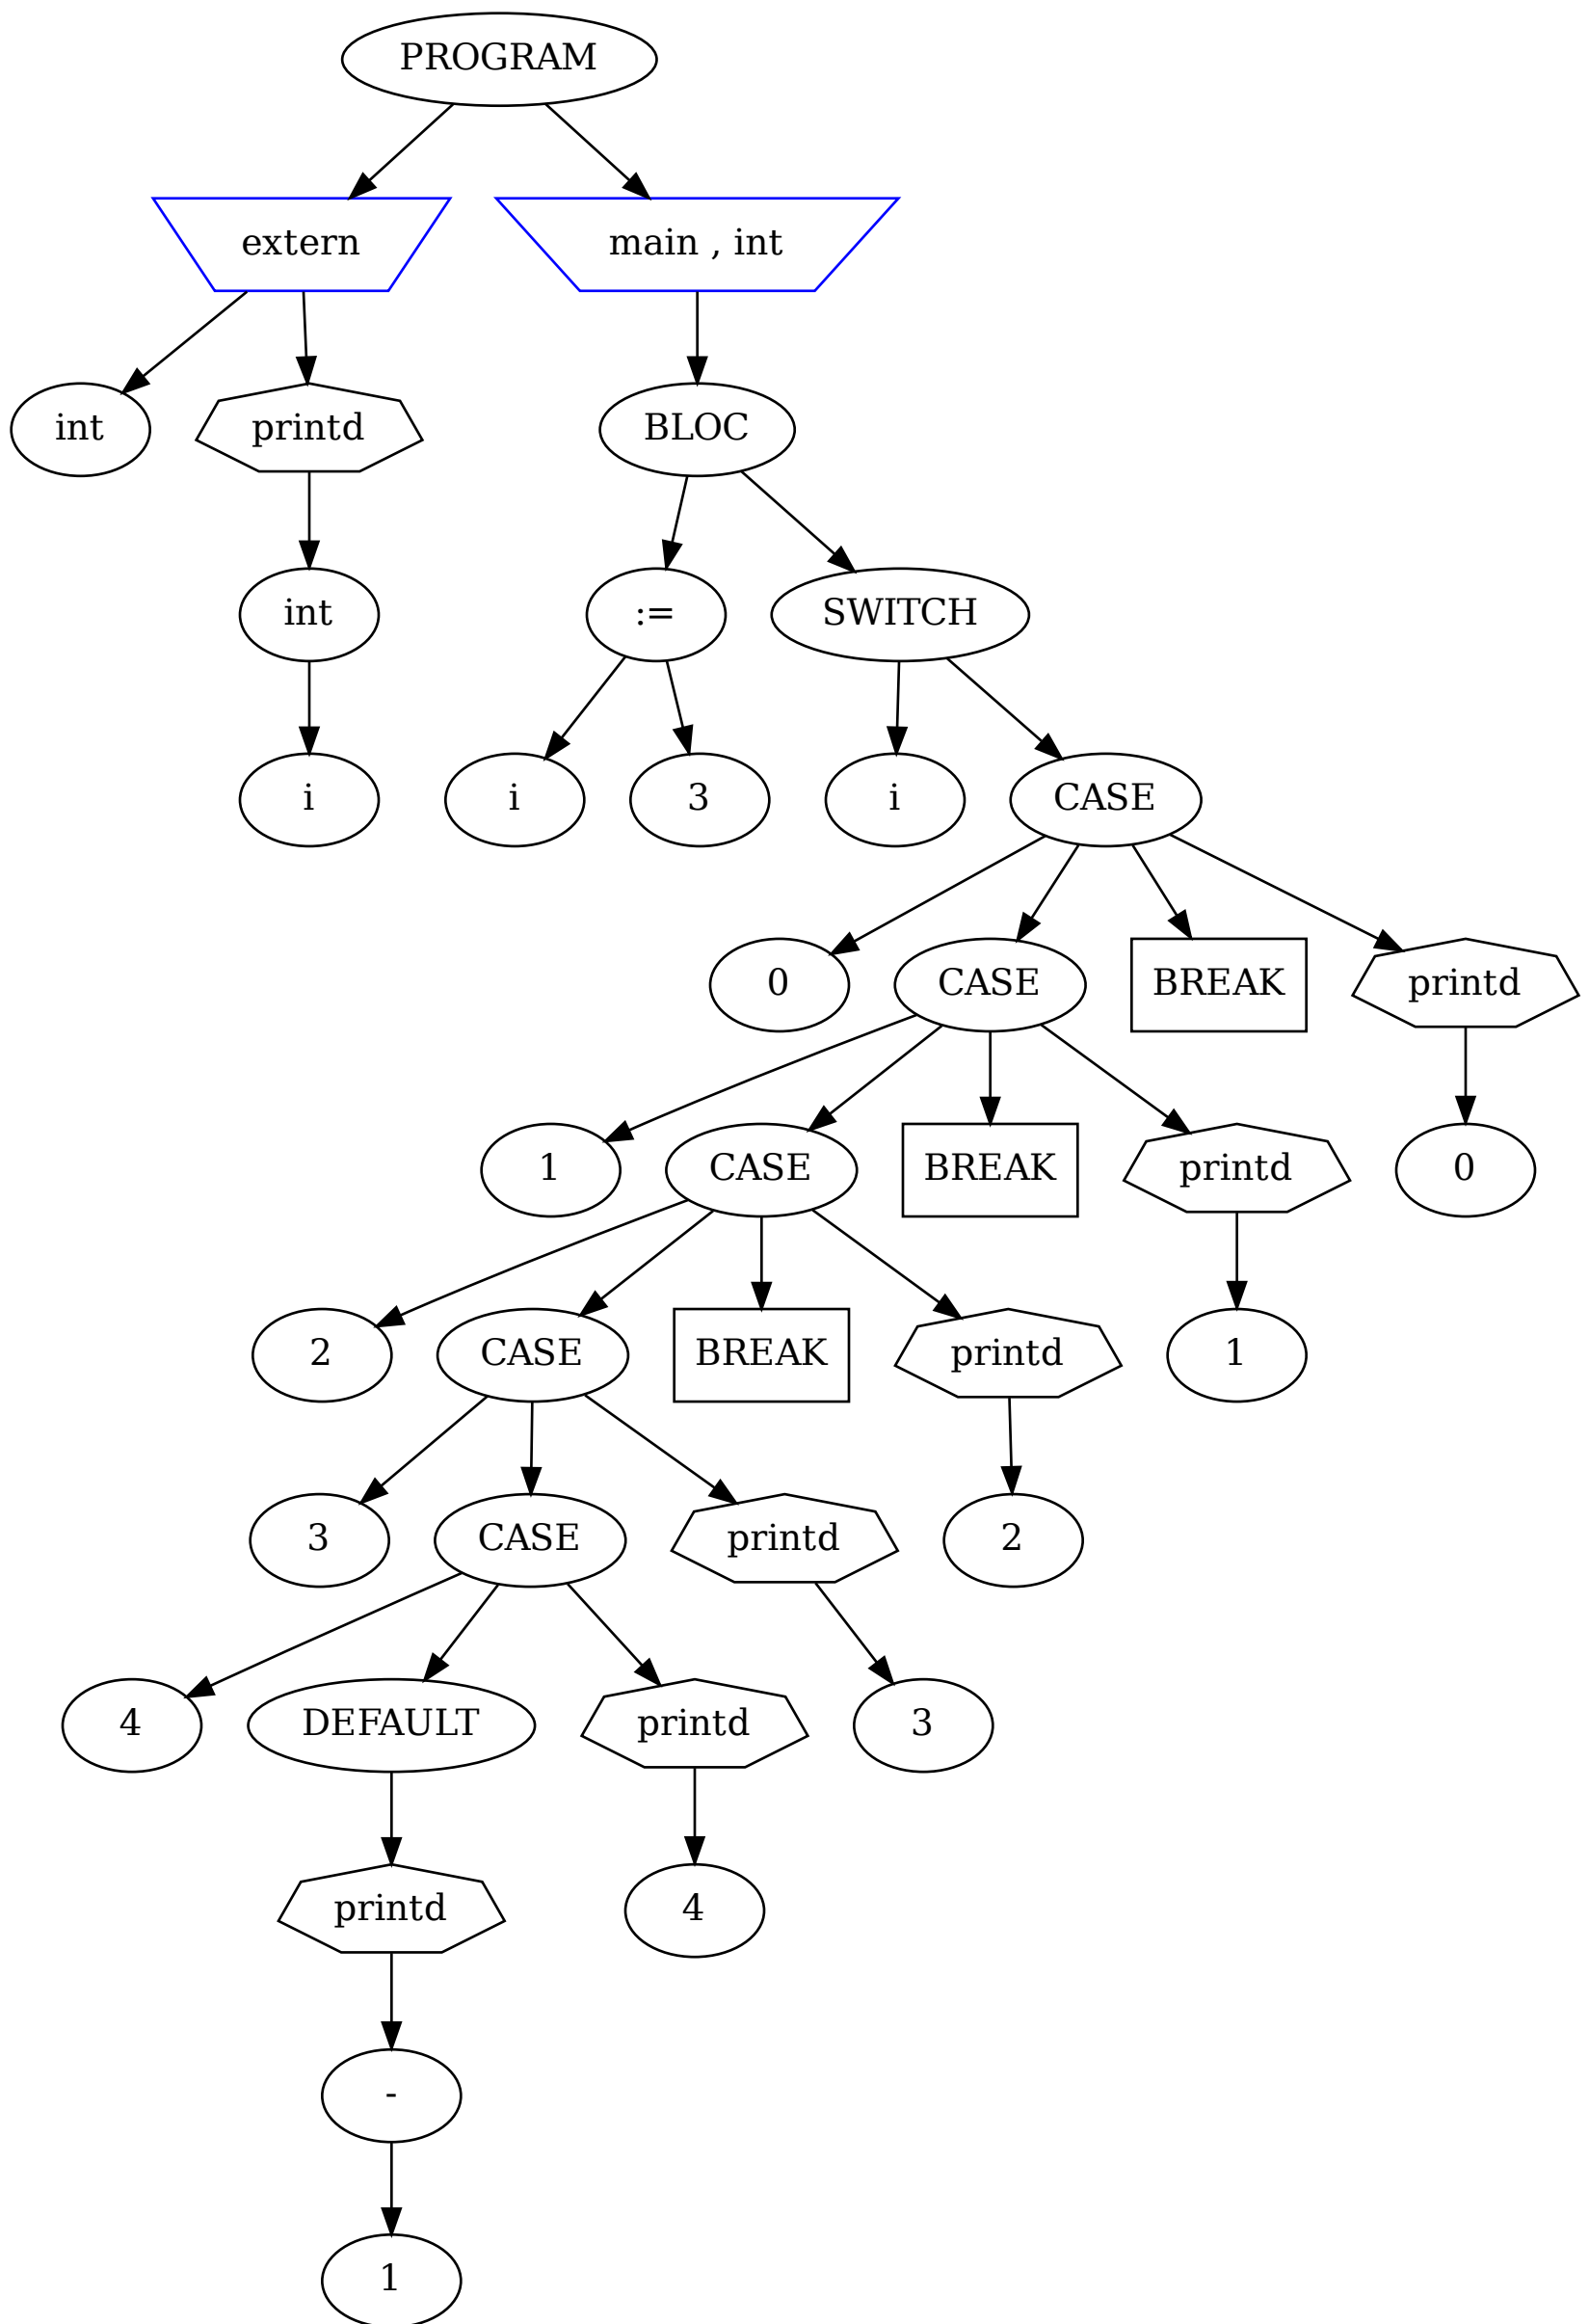 PROGRAM
extern
main , int
int
printd
BLOC
int
:=
SWITCH
i
i
3
i
CASE
0
CASE
BREAK
printd
1
CASE
BREAK
printd
0
2
CASE
BREAK
printd
1
3
CASE
printd
2
4
DEFAULT
printd
3
printd
4
-
1